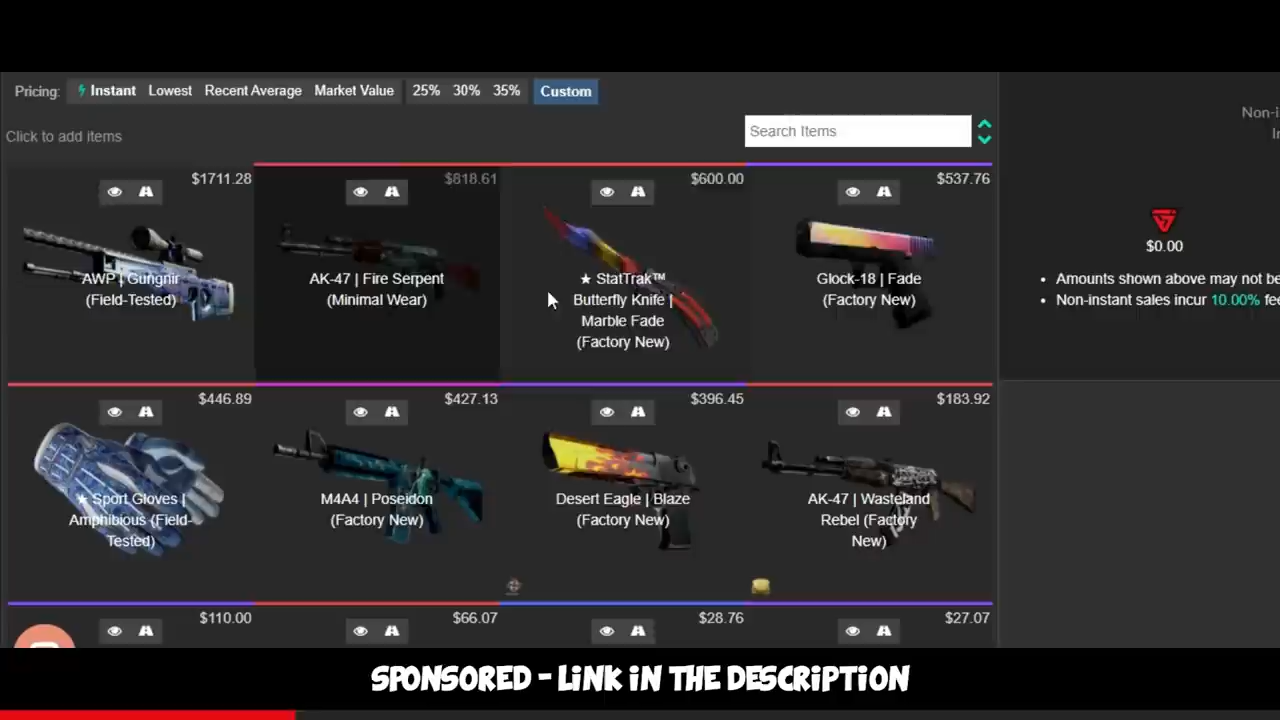 Pricing: Instant Lowest Recent Average Market Value 25% 30% 35% Custom
Click to add items
Search Items
Non-i
$1711.28
AWP | Gungnir
(Field-Tested)
$818.61
AK-47 | Fire Serpent
(Minimal Wear)
$600.00
★ StatTrak™
Butterfly Knife |
Marble Fade
(Factory New)
$537.76
Glock-18 | Fade
(Factory New)
$0.00
• Amounts shown above may not be
• Non-instant sales incur 10.00% fee
$446.89
★ Sport Gloves |
Amphibious (Field-
Tested)
$427.13
M4A4 | Poseidon
(Factory New)
$396.45
Desert Eagle | Blaze
(Factory New)
$183.92
AK-47 | Wasteland
Rebel (Factory
New)
$110.00
$66.07
$28.76
$27.07
SPONSORED - LINK IN THE DESCRIPTION